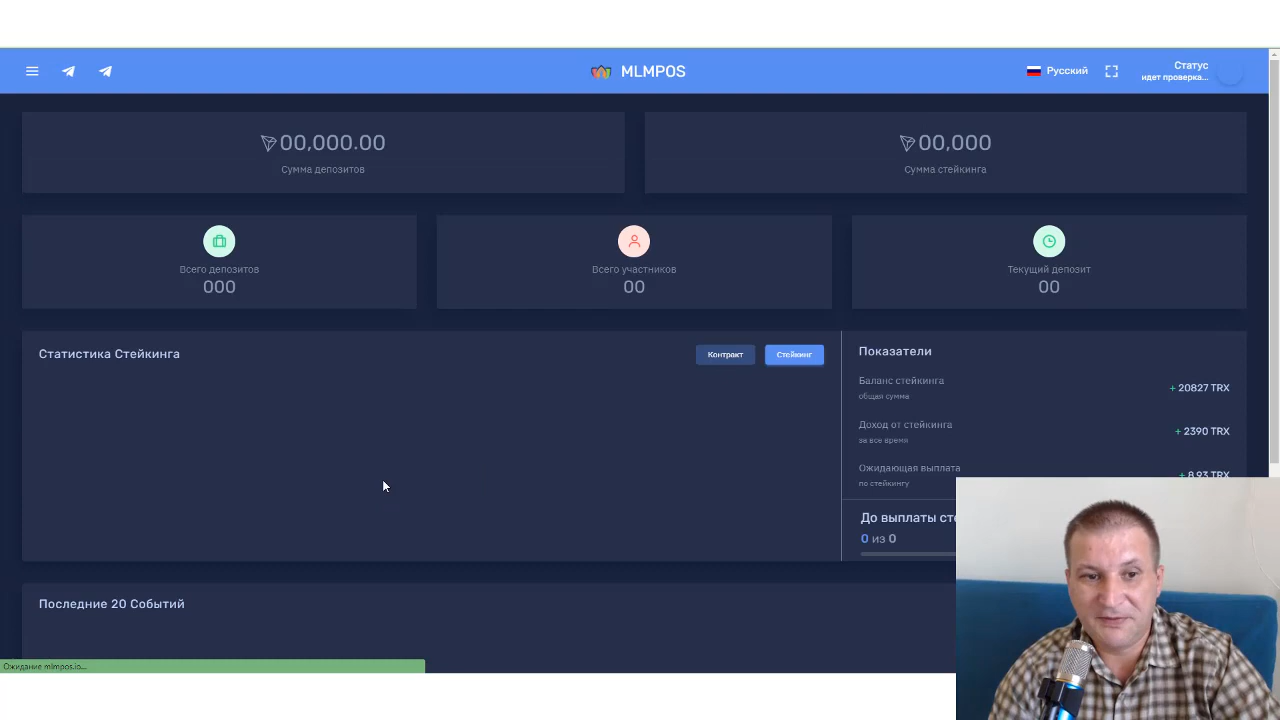 MLMPOS
Русский
Статус
идет проверка...
00,000.00
Сумма депозитов
00,000
Сумма стейкинга
Всего депозитов
000
Всего участников
00
Текущий депозит
00
Статистика Стейкинга
Контракт
Стейкинг
Показатели
Баланс стейкинга
общая сумма
+ 20827 TRX
Доход от стейкинга
за все время
+ 2390 TRX
Ожидающая выплата
по стейкингу
+ 8.93 TRX
До выплаты сте
0 из 0
Последние 20 Событий
Ожидание mlmpos.io...